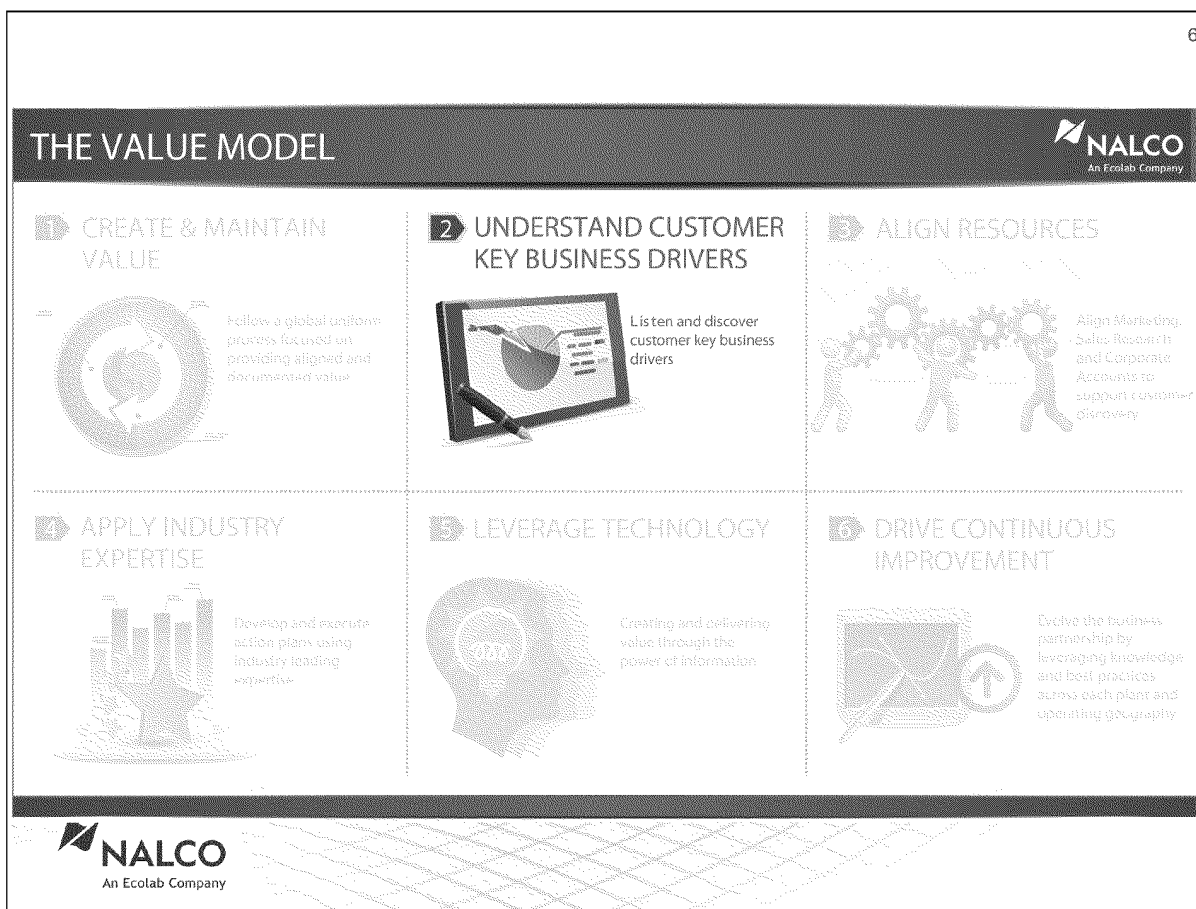 6
THE VALUE MODEL
NALCO
An Ecolab Company
1 CREATE & MAINTAIN
VALUE
Follow a global uniform
process focused on
providing aligned and
documented value
2 UNDERSTAND CUSTOMER
KEY BUSINESS DRIVERS
Listen and discover
customer key business
drivers
3 ALIGN RESOURCES
Align Marketing,
Sales Research
and Corporate
Accounts to
support customer
discovery
4 APPLY INDUSTRY
EXPERTISE
Develop and execute
action plans using
industry leading
expertise
5 LEVERAGE TECHNOLOGY
Creating and delivering
value through the
power of information
6 DRIVE CONTINUOUS
IMPROVEMENT
Evolve the business
partnership by
leveraging knowledge
and best practices
across each plant and
operating geography
NALCO
An Ecolab Company